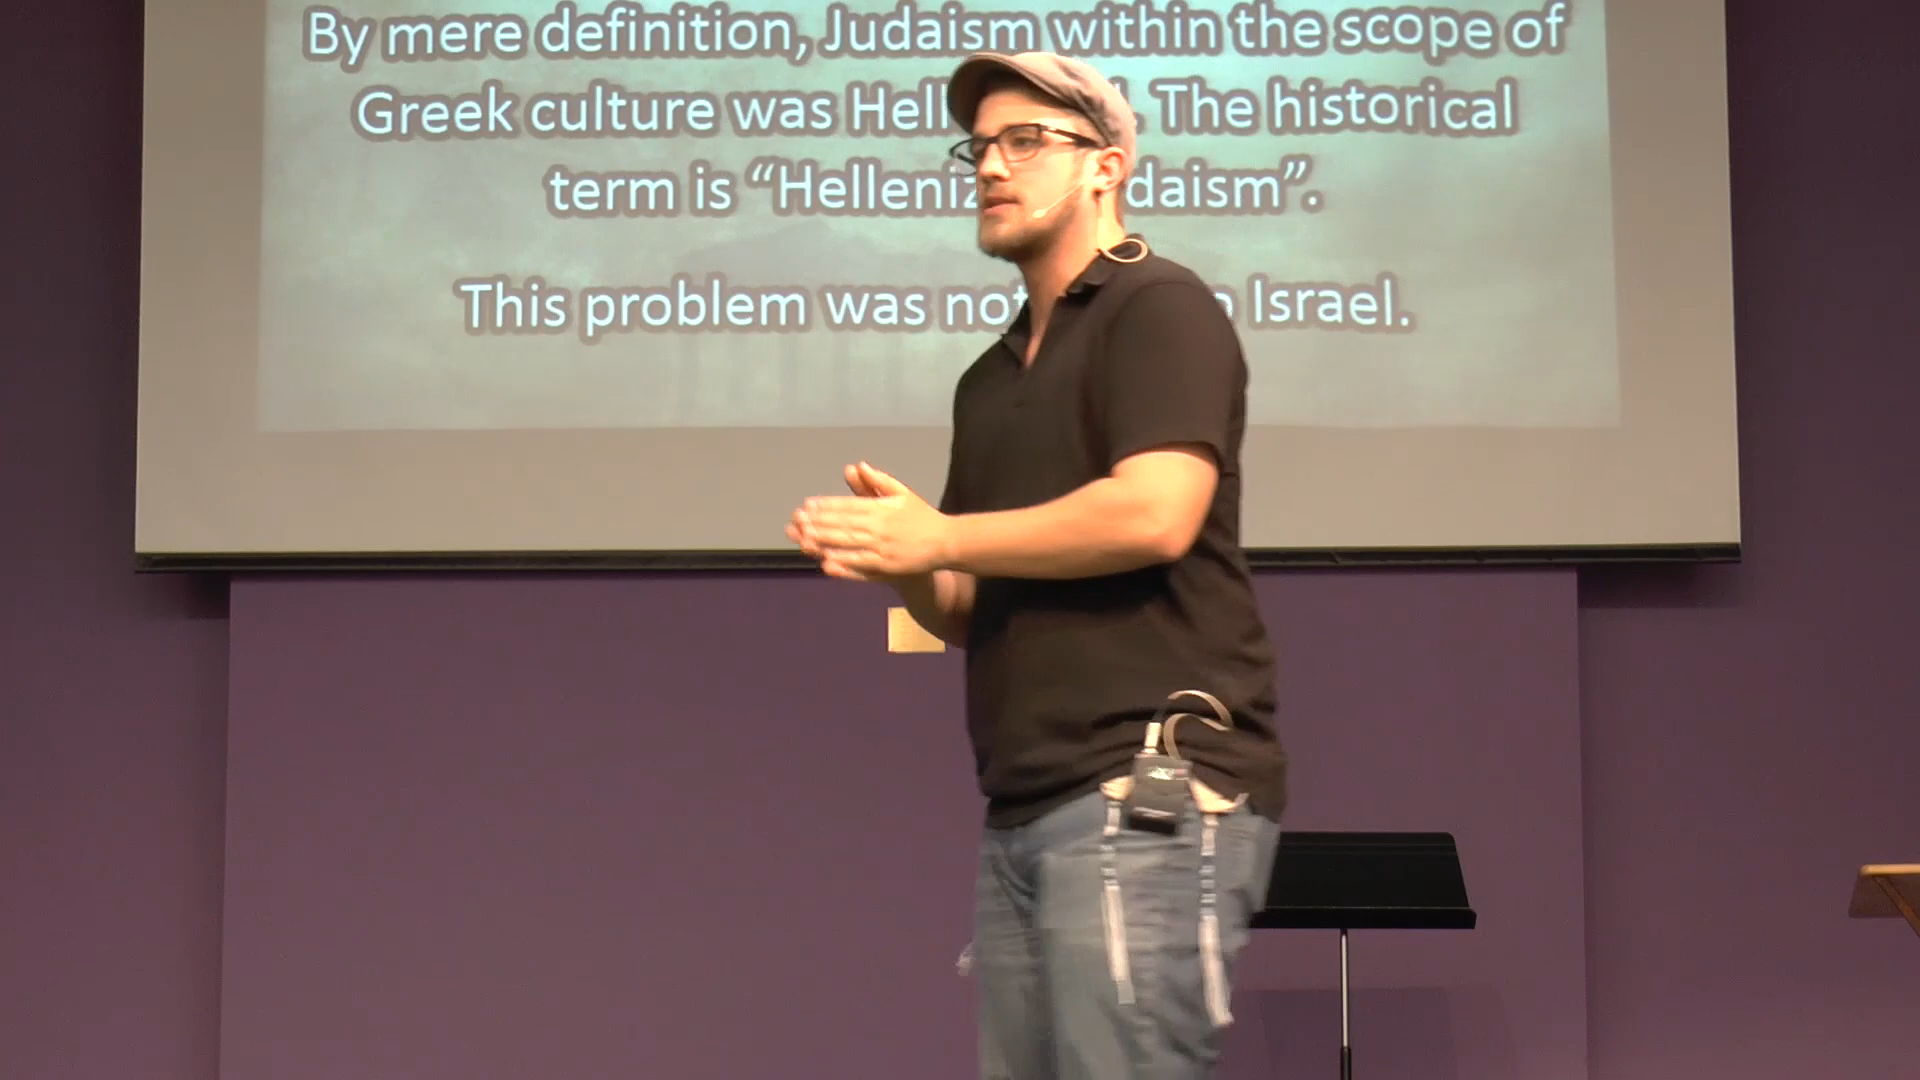 By mere definition, Judaism within the scope of
Greek culture was Hell . The historical
term is “Helleniz daism”.
This problem was not Israel.